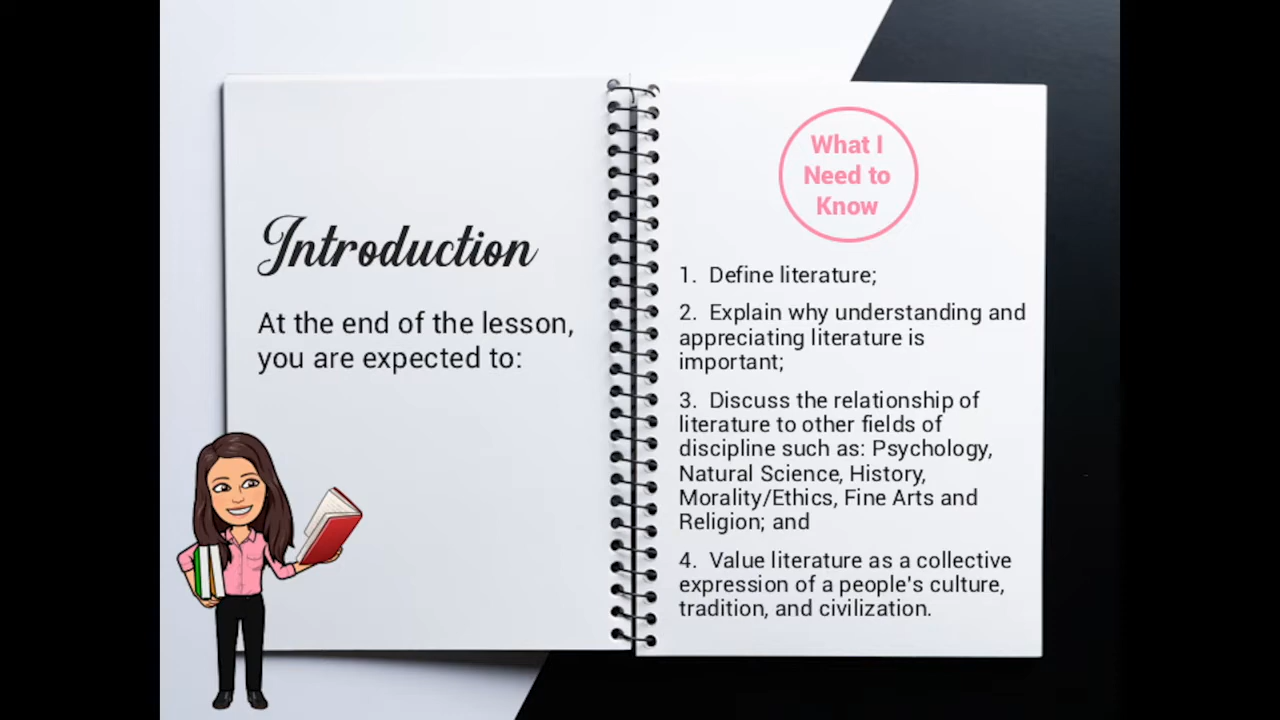 Introduction
At the end of the lesson,
you are expected to:
What I
Need to
Know
1. Define literature;
2. Explain why understanding and
appreciating literature is
important;
3. Discuss the relationship of
literature to other fields of
discipline such as: Psychology,
Natural Science, History,
Morality/Ethics, Fine Arts and
Religion; and
4. Value literature as a collective
expression of a people's culture,
tradition, and civilization.